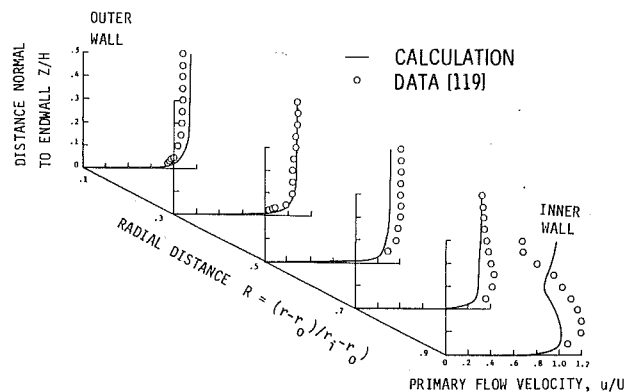 OUTER
WALL
DISTANCE NORMAL
TO ENDWALL Z/H
.5
.4
.3
.2
.1
0
— CALCULATION
○ DATA [119]
.1
.3
.5
.7
.9
RADIAL DISTANCE R = (r-r₀)/rᵢ-r₀)
INNER
WALL
0 .2 .4 .6 .8 1.0 1.2
PRIMARY FLOW VELOCITY, u/U